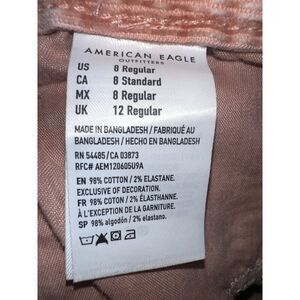 AMERICAN EAGLE
OUTFITTERS
US 8 Regular
CA 8 Standard
MX 8 Regular
UK 12 Regular
MADE IN BANGLADESH / FABRIQUÉ AU
BANGLADESH / HECHO EN BANGLADESH
RN 54485 / CA 03873
RFC# AEM120605U9A
EN 98% COTTON / 2% ELASTANE.
EXCLUSIVE OF DECORATION.
FR 98% COTON / 2% ÉLASTHANNE.
À L'EXCEPTION DE LA GARNITURE.
SP 98% algodón / 2% elastano.